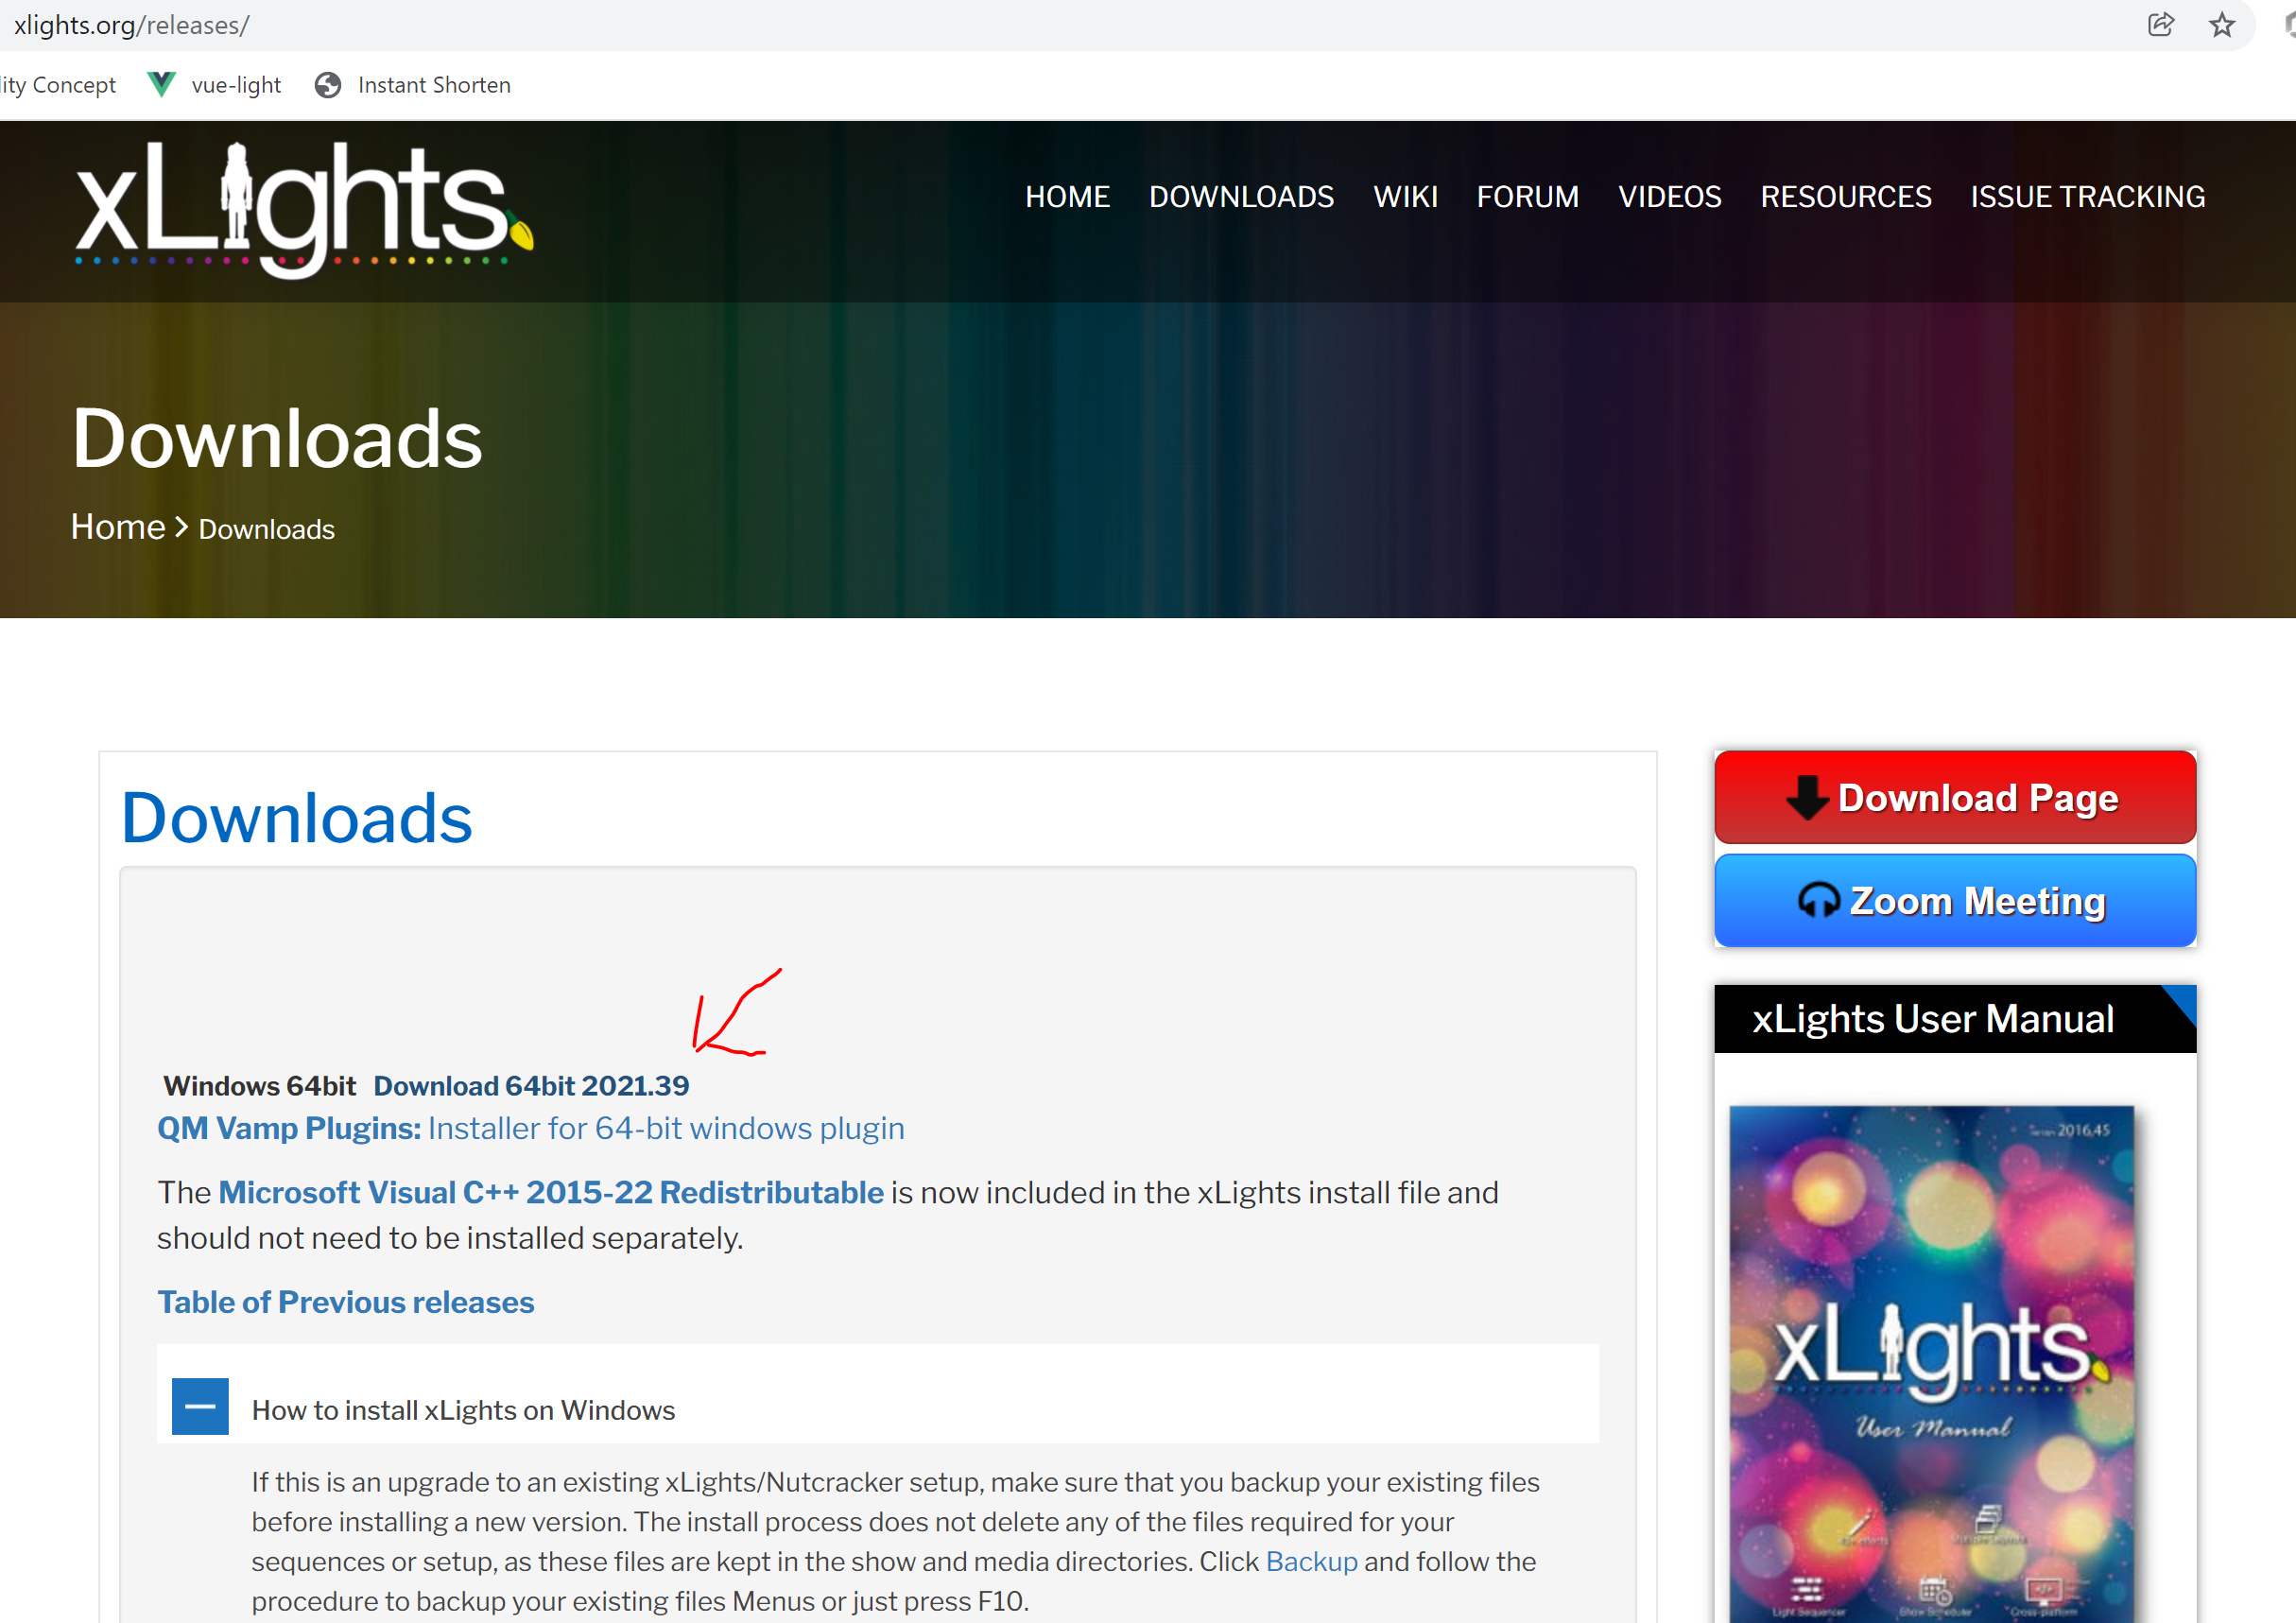 xlights.org/releases/
lity Concept vue-light Instant Shorten
xLights
HOME DOWNLOADS WIKI FORUM VIDEOS RESOURCES ISSUE TRACKING
Downloads
Home > Downloads
Downloads
Windows 64bit Download 64bit 2021.39
QM Vamp Plugins: Installer for 64-bit windows plugin
The Microsoft Visual C++ 2015-22 Redistributable is now included in the xLights install file and
should not need to be installed separately.
Table of Previous releases
How to install xLights on Windows
If this is an upgrade to an existing xLights/Nutcracker setup, make sure that you backup your existing files
before installing a new version. The install process does not delete any of the files required for your
sequences or setup, as these files are kept in the show and media directories. Click Backup and follow the
procedure to backup your existing files Menus or just press F10.
Download Page
Zoom Meeting
xLights User Manual
2016.45
xLights
User Manual
Light Sequencer Show Scheduler Cross-platform